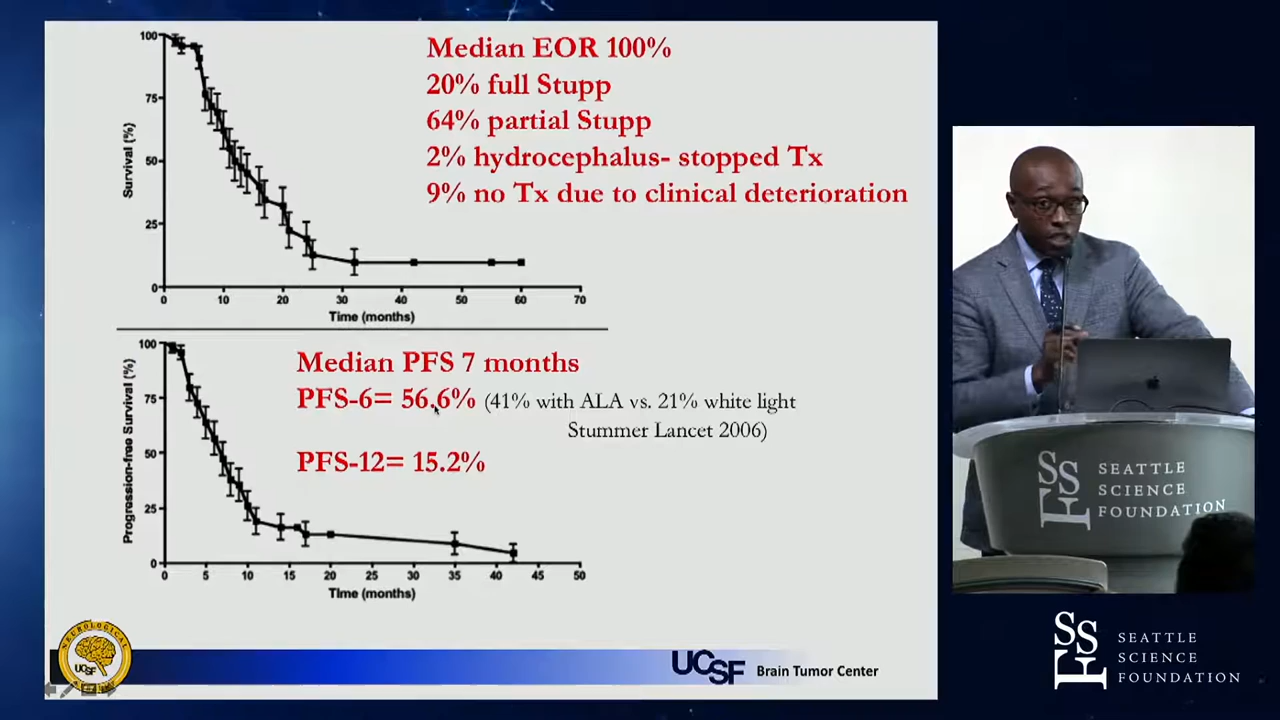 100
75
50
25
0
Survival (%)
0 10 20 30 40 50 60 70
Time (months)
Median EOR 100%
20% full Stupp
64% partial Stupp
2% hydrocephalus- stopped Tx
9% no Tx due to clinical deterioration
100
75
50
25
0
Progression-free Survival (%)
0 5 10 15 20 25 30 35 40 45 50
Time (months)
Median PFS 7 months
PFS-6= 56.6% (41% with ALA vs. 21% white light
Stummer Lancet 2006)
PFS-12= 15.2%
NEUROLOGICAL
UCSF
UCSF Brain Tumor Center
SSF
SEATTLE
SCIENCE
FOUNDATION
SSF
SEATTLE
SCIENCE
FOUNDATION